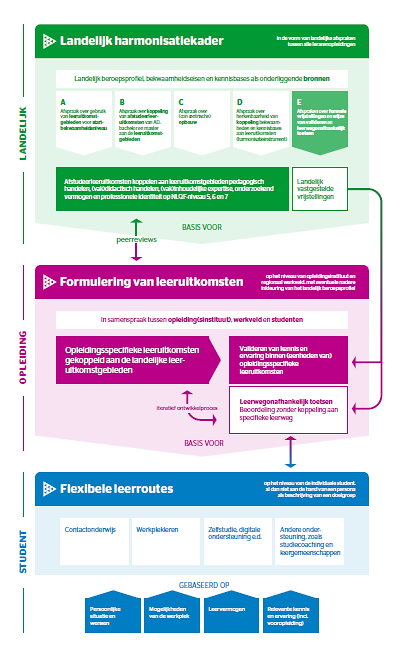 LANDELIJK
Landelijk harmonisatiekader
in de vorm van landelijke afspraken
tussen alle lerarenopleidingen
Landelijk beroepsprofiel, bekwaamheidseisen en kennisbases als onderliggende bronnen
A
Afspraak over gebruik
van leeruitkomst-
gebieden voor start-
bekwaamheidsniveau
B
Afspraak over koppeling
van afstudeerleer-
uitkomsten van AD,
bachelor en master
aan de leeruitkomst-
gebieden
C
Afspraak over
(con-centrische)
opbouw
D
Afspraak over
herkenbaarheid van
koppeling bekwaam-
heden en kennisbases
aan leeruitkomsten
(harmonisatieinstrument)
E
Afspraken over formele
vrijstellingen en wijze
van valideren en
leerwegonafhankelijk
toetsen
Afstudeerleeruitkomsten koppelen aan leeruitkomstgebieden pedagogisch
handelen, (vak)didactisch handelen, (vak)inhoudelijke expertise, onderzoekend
vermogen en professionele identiteit op NLQF-niveau 5, 6 en 7
Landelijk
vastgestelde
vrijstellingen
BASIS VOOR
peerreviews
OPLEIDING
Formulering van leeruitkomsten
op het niveau van opleidingsinstituut en
regionaal werkveld, met eventuele nadere
inkleuring van het landelijk beroepsprofiel
In samenspraak tussen opleiding(sinstituut), werkveld en studenten
Opleidingsspecifieke leeruitkomsten
gekoppeld aan de landelijke leer-
uitkomstgebieden
Valideren van kennis en
ervaring binnen (eenheden van)
opleidingsspecifieke
leeruitkomsten
Iteratief ontwikkelproces
Leerwegonafhankelijk toetsen
Beoordeling zonder koppeling aan
specifieke leerweg
BASIS VOOR
STUDENT
Flexibele leerroutes
op het niveau van de individuele student,
al dan niet aan de hand van een persona
als beschrijving van een doelgroep
Contactonderwijs
Werkplekleren
Zelfstudie, digitale
ondersteuning e.d.
Andere onder-
steuning, zoals
studiecoaching en
leergemeenschappen
GEBASEERD OP
Persoonlijke
situatie en
wensen
Mogelijkheden
van de werkplek
Leervermogen
Relevante kennis
en ervaring (incl.
vooropleiding)